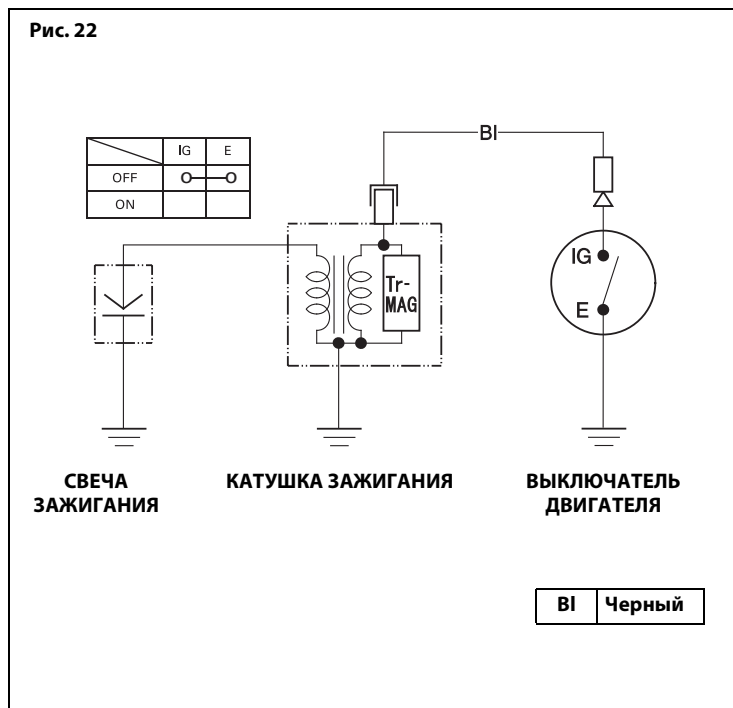 Рис. 22
Bl
IG E
OFF
ON
IG
E
Tr-
MAG
СВЕЧА
ЗАЖИГАНИЯ
КАТУШКА ЗАЖИГАНИЯ
ВЫКЛЮЧАТЕЛЬ
ДВИГАТЕЛЯ
Bl Черный